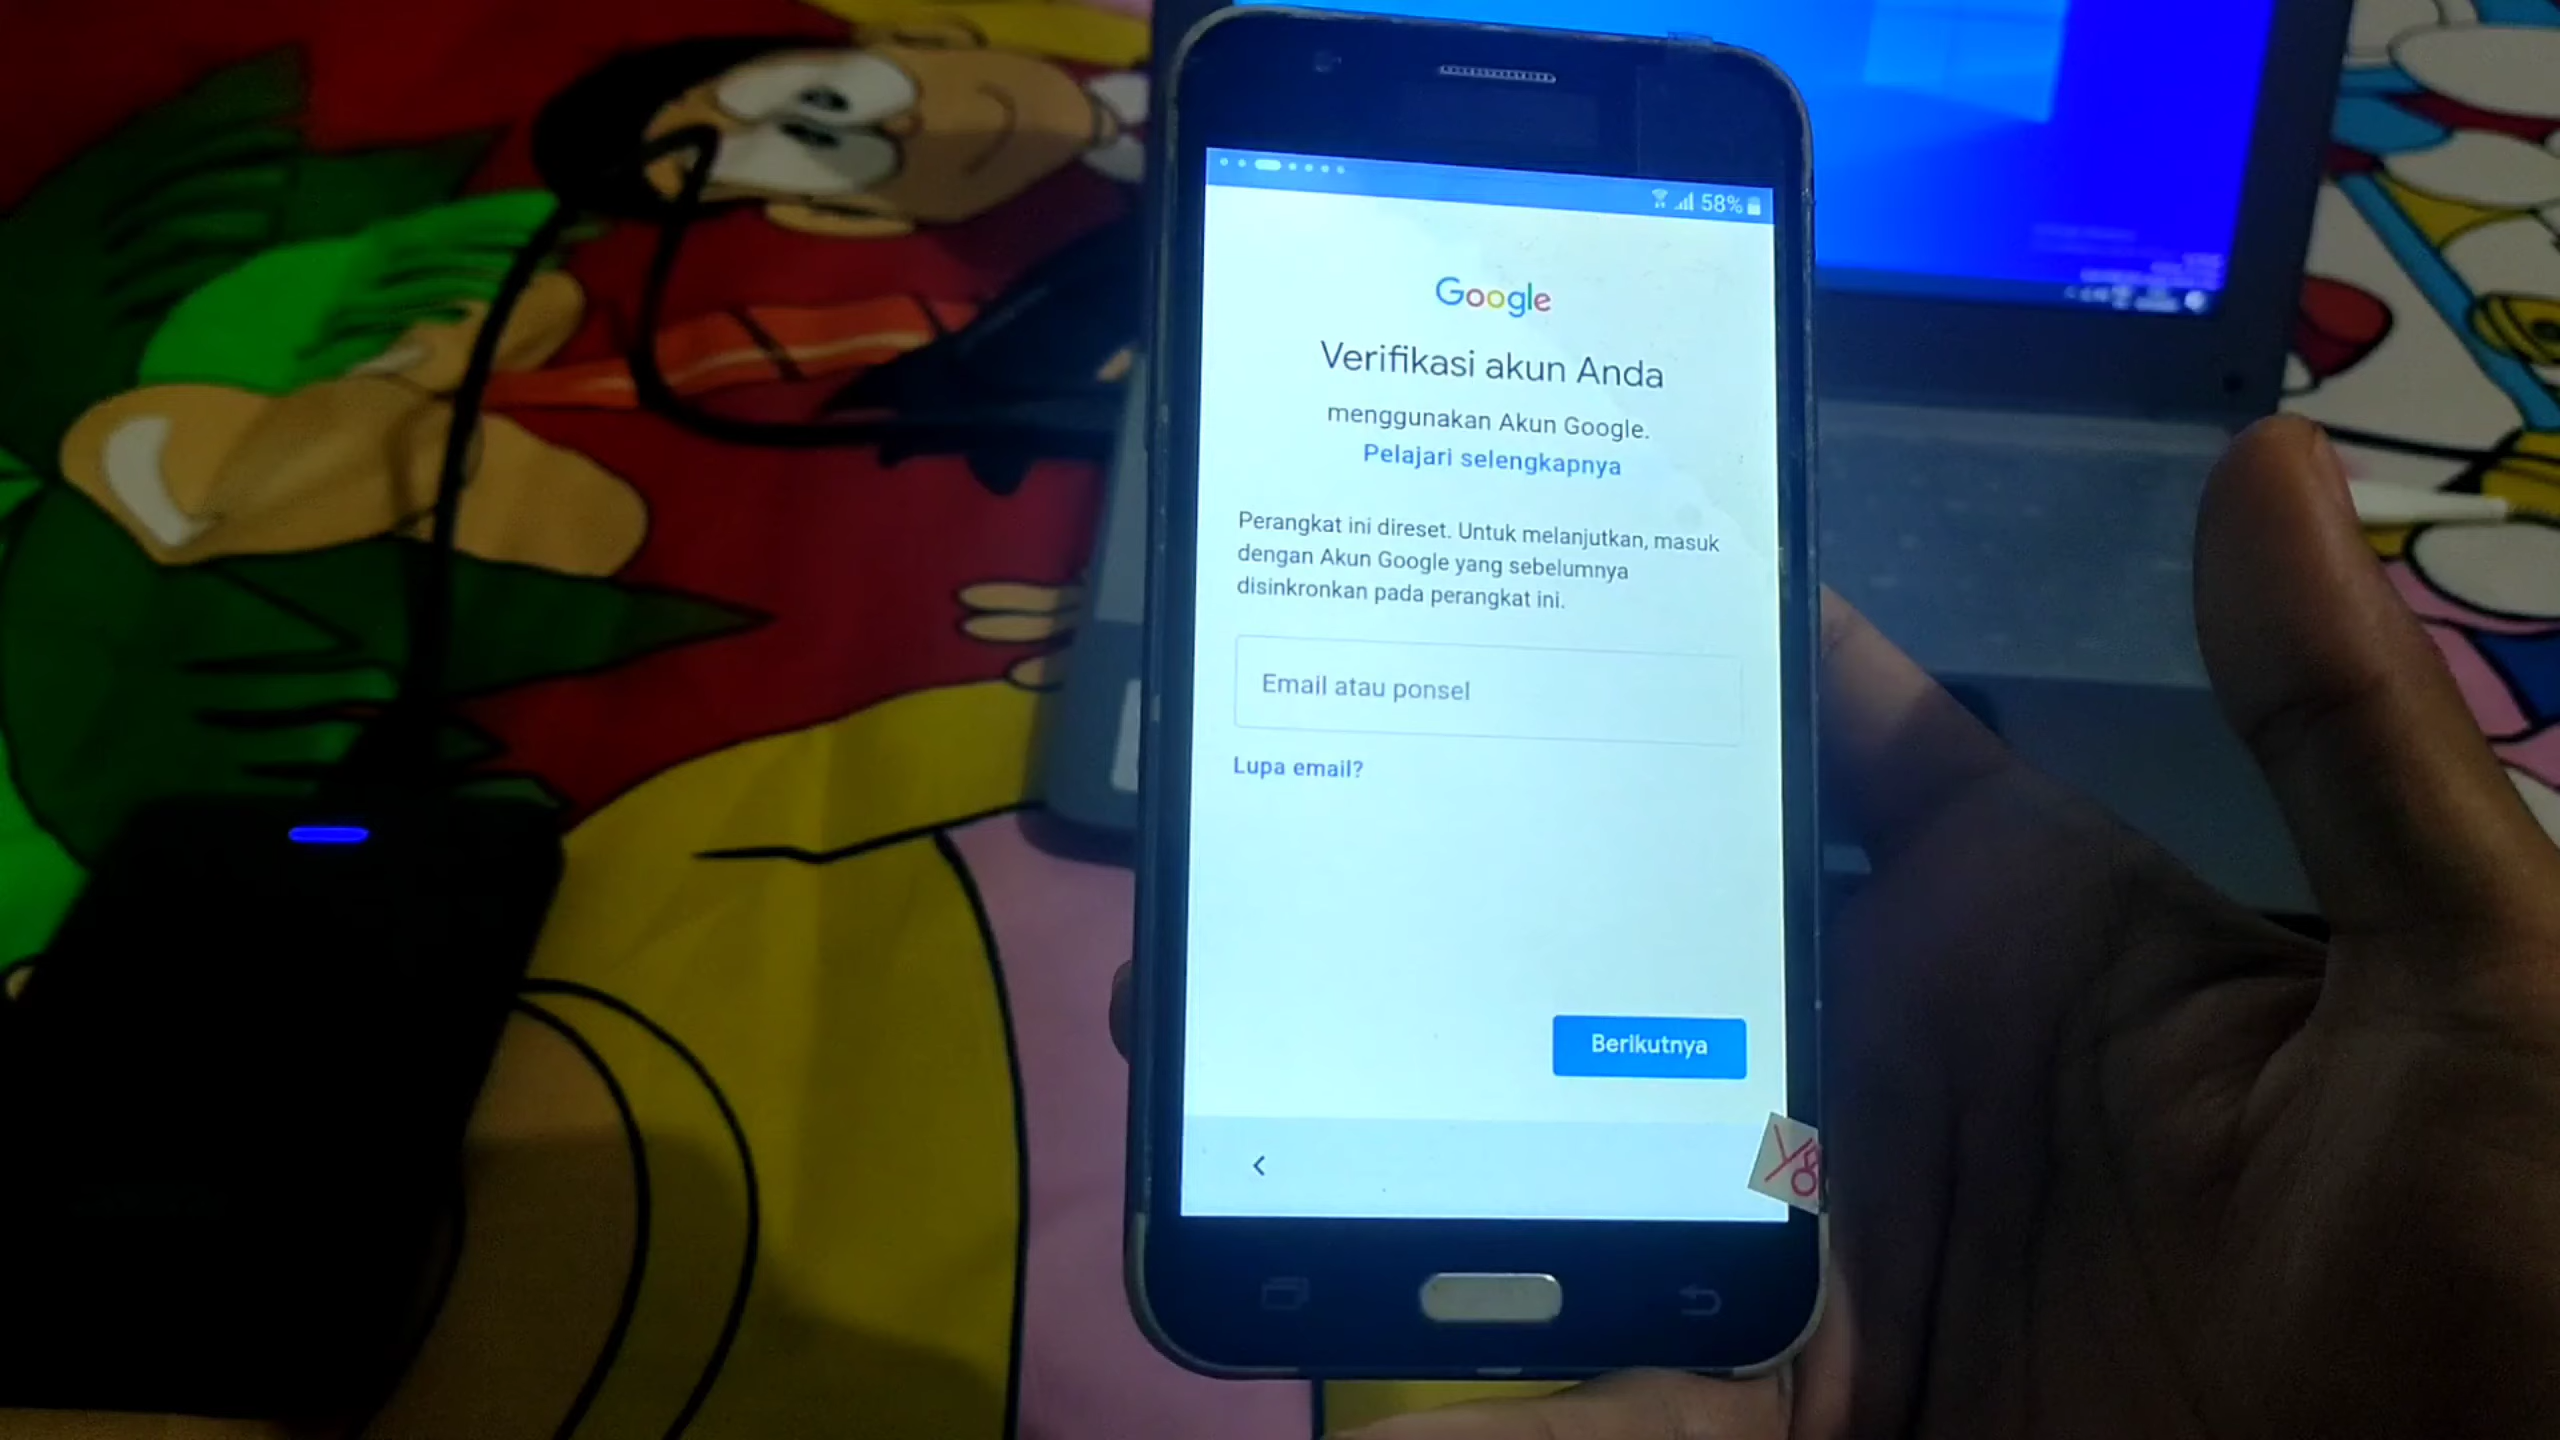 58%
Google
Verifikasi akun Anda
menggunakan Akun Google.
Pelajari selengkapnya
Perangkat ini direset. Untuk melanjutkan, masuk
dengan Akun Google yang sebelumnya
disinkronkan pada perangkat ini.
Email atau ponsel
Lupa email?
Berikutnya